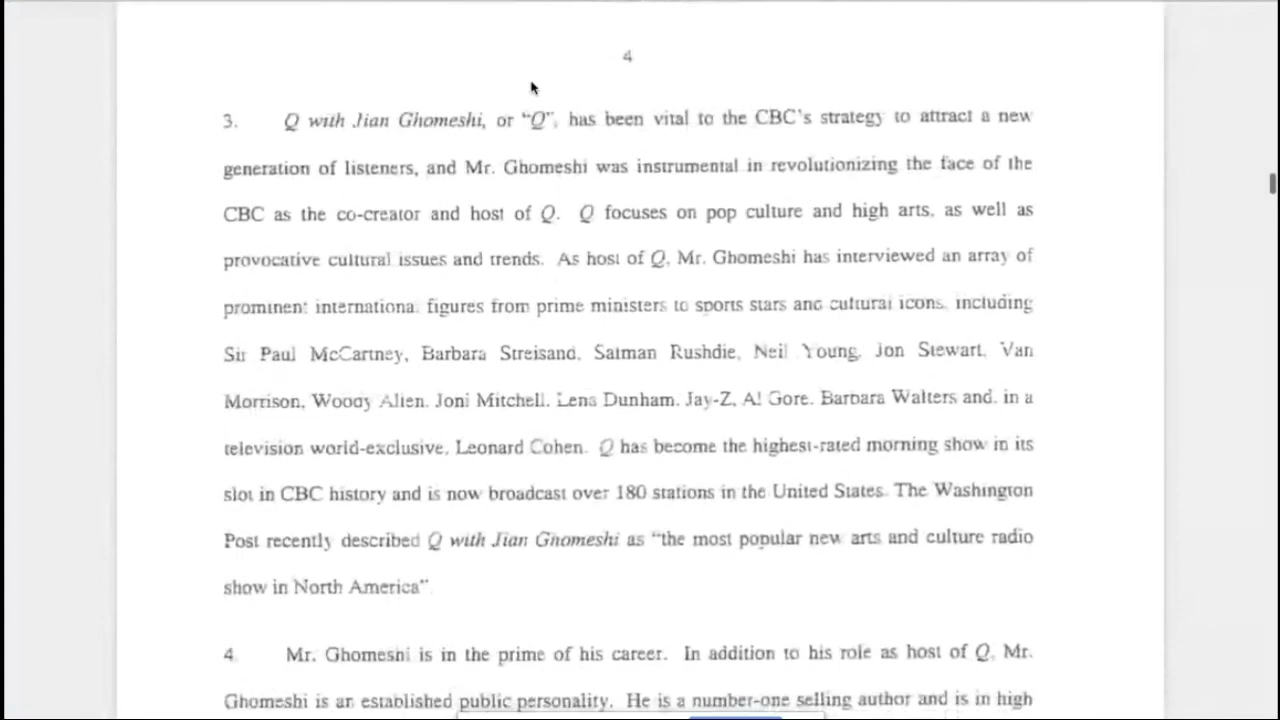 4
3. Q with Jian Ghomeshi, or “Q”, has been vital to the CBC’s strategy to attract a new
generation of listeners, and Mr. Ghomeshi was instrumental in revolutionizing the face of the
CBC as the co-creator and host of Q. Q focuses on pop culture and high arts, as well as
provocative cultural issues and trends. As host of Q, Mr. Ghomeshi has interviewed an array of
prominent international figures from prime ministers to sports stars and cultural icons, including
Sir Paul McCartney, Barbara Streisand, Salman Rushdie, Neil Young, Jon Stewart, Van
Morrison, Woody Allen, Joni Mitchell, Lena Dunham, Jay-Z, Al Gore, Barbara Walters and, in a
television world-exclusive, Leonard Cohen. Q has become the highest-rated morning show in its
slot in CBC history and is now broadcast over 180 stations in the United States. The Washington
Post recently described Q with Jian Ghomeshi as “the most popular new arts and culture radio
show in North America”.
4. Mr. Ghomeshi is in the prime of his career. In addition to his role as host of Q, Mr.
Ghomeshi is an established public personality. He is a number-one selling author and is in high